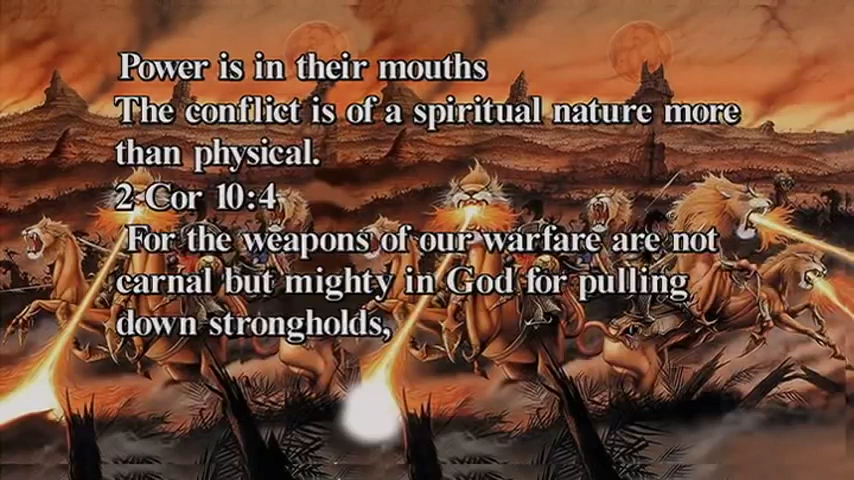 Power is in their mouths
The conflict is of a spiritual nature more
than physical.
2 Cor 10:4
For the weapons of our warfare are not
carnal but mighty in God for pulling
down strongholds,